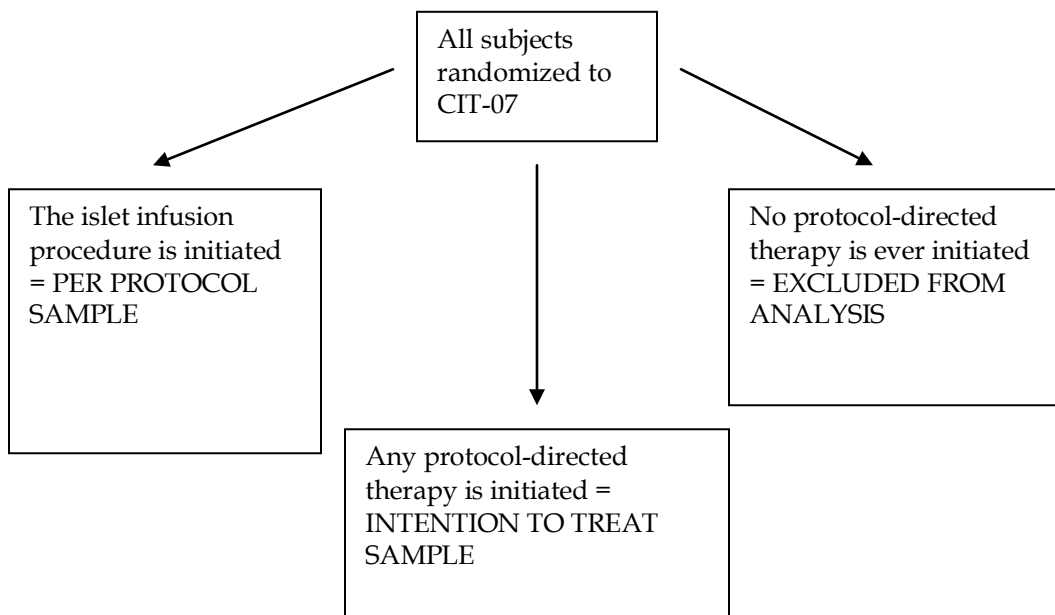 All subjects
randomized to
CIT-07
The islet infusion
procedure is initiated
= PER PROTOCOL
SAMPLE
No protocol-directed
therapy is ever initiated
= EXCLUDED FROM
ANALYSIS
Any protocol-directed
therapy is initiated =
INTENTION TO TREAT
SAMPLE